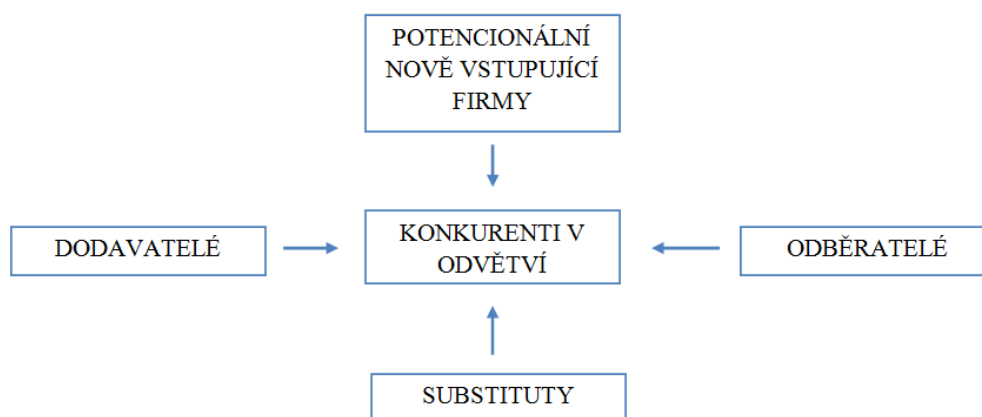 POTENCIONÁLNÍ
NOVĚ VSTUPUJÍCÍ
FIRMY
DODAVATELÉ
KONKURENTI V
ODVĚTVÍ
ODBĚRATELÉ
SUBSTITUTY